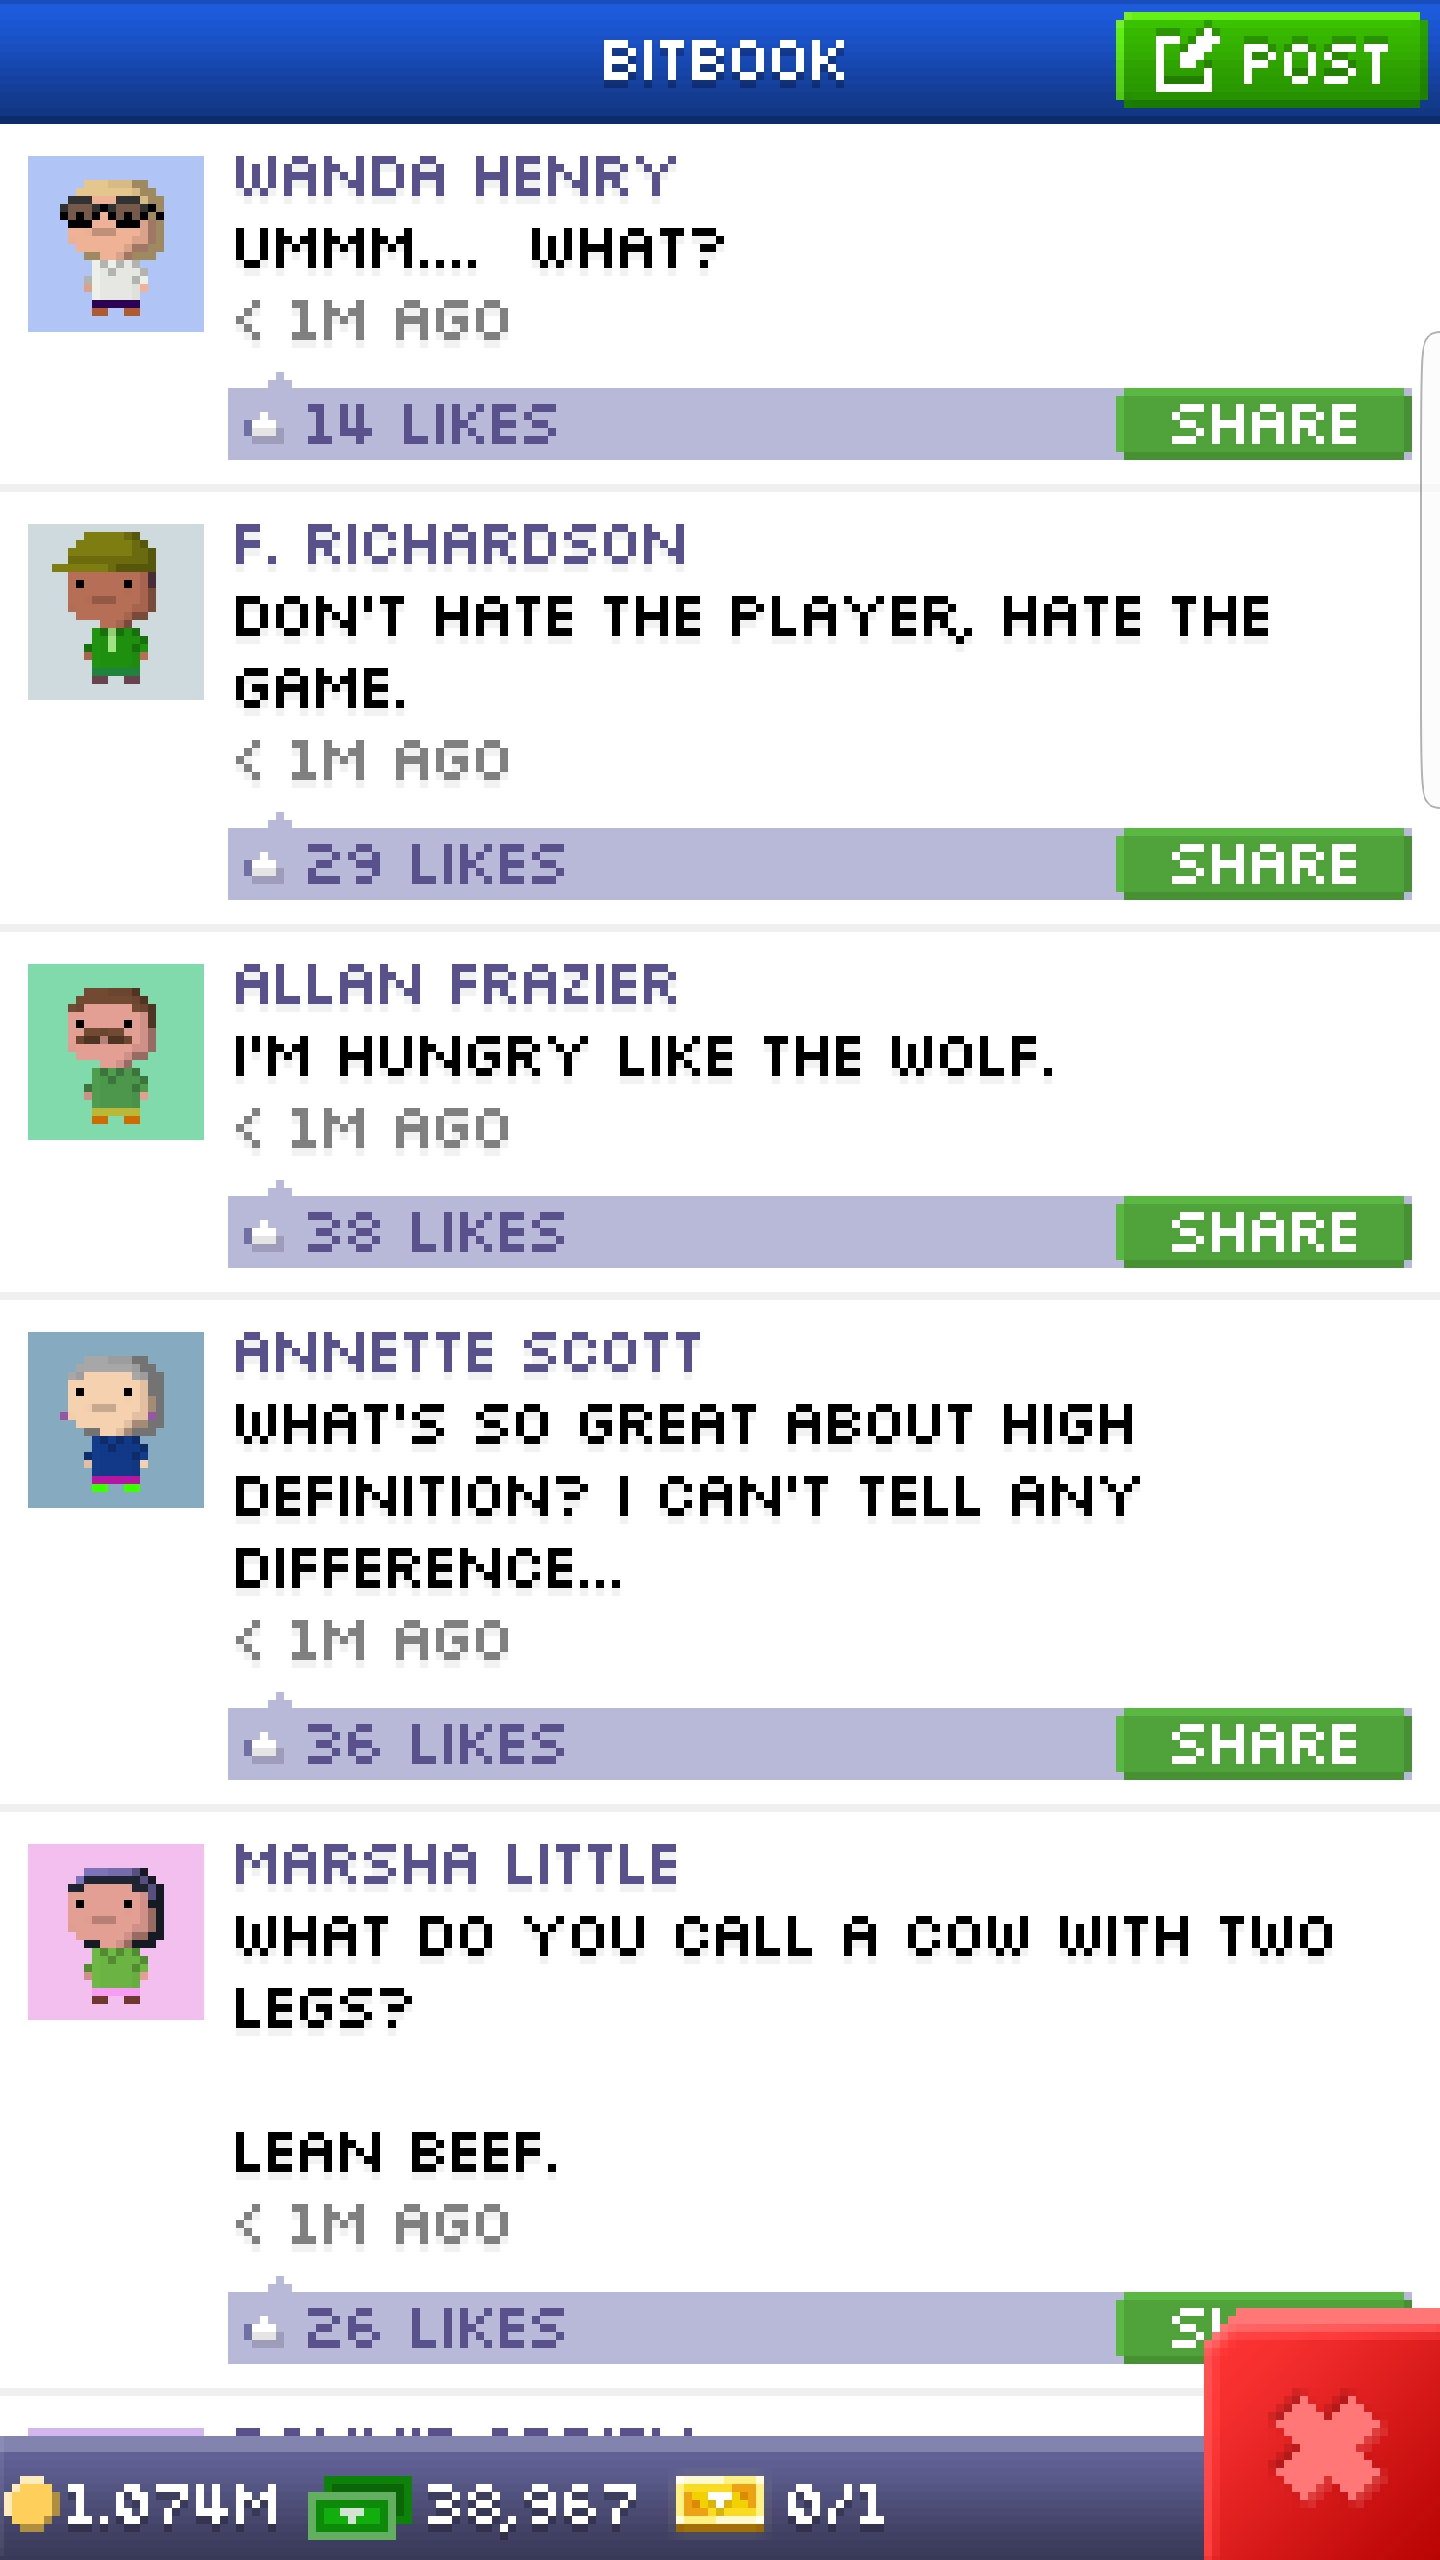 BITBOOK
POST
WANDA HENRY
UMMM.... WHAT?
< 1M AGO
14 LIKES
SHARE
F. RICHARDSON
DON'T HATE THE PLAYER, HATE THE
GAME.
< 1M AGO
29 LIKES
SHARE
ALLAN FRAZIER
I'M HUNGRY LIKE THE WOLF.
< 1M AGO
38 LIKES
SHARE
ANNETTE SCOTT
WHAT'S SO GREAT ABOUT HIGH
DEFINITION? I CAN'T TELL ANY
DIFFERENCE...
< 1M AGO
36 LIKES
SHARE
MARSHA LITTLE
WHAT DO YOU CALL A COW WITH TWO
LEGS?
LEAN BEEF.
< 1M AGO
26 LIKES
1.074M
38,967
0/1